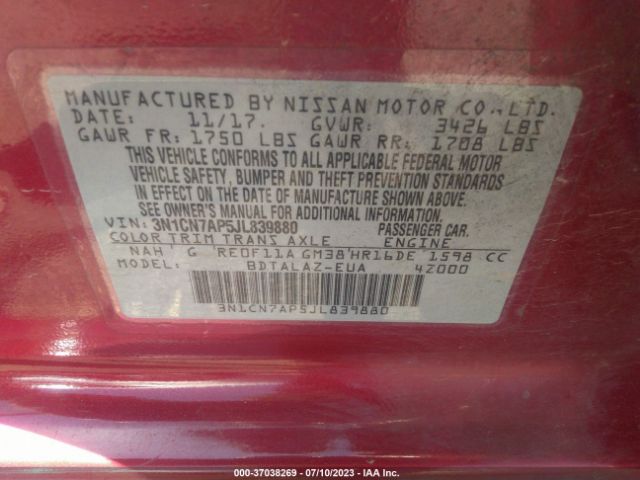 MANUFACTURED BY NISSAN MOTOR CO., LTD.
DATE: 11/17. GVWR: 3426 LBS
GAWR FR: 1750 LBS GAWR RR: 1708 LBS
THIS VEHICLE CONFORMS TO ALL APPLICABLE FEDERAL MOTOR
VEHICLE SAFETY, BUMPER AND THEFT PREVENTION STANDARDS
IN EFFECT ON THE DATE OF MANUFACTURE SHOWN ABOVE.
SEE OWNER'S MANUAL FOR ADDITIONAL INFORMATION.
VIN: 3N1CN7AP5JL839880 PASSENGER CAR.
COLOR TRIM TRANS AXLE ENGINE
NAH G RE0F11A GM38 HR16DE 1598 CC
BDTALAZ-EUA 4Z000
3N1CN7AP5JL839880
000-37038269 - 07/10/2023 - IAA Inc.